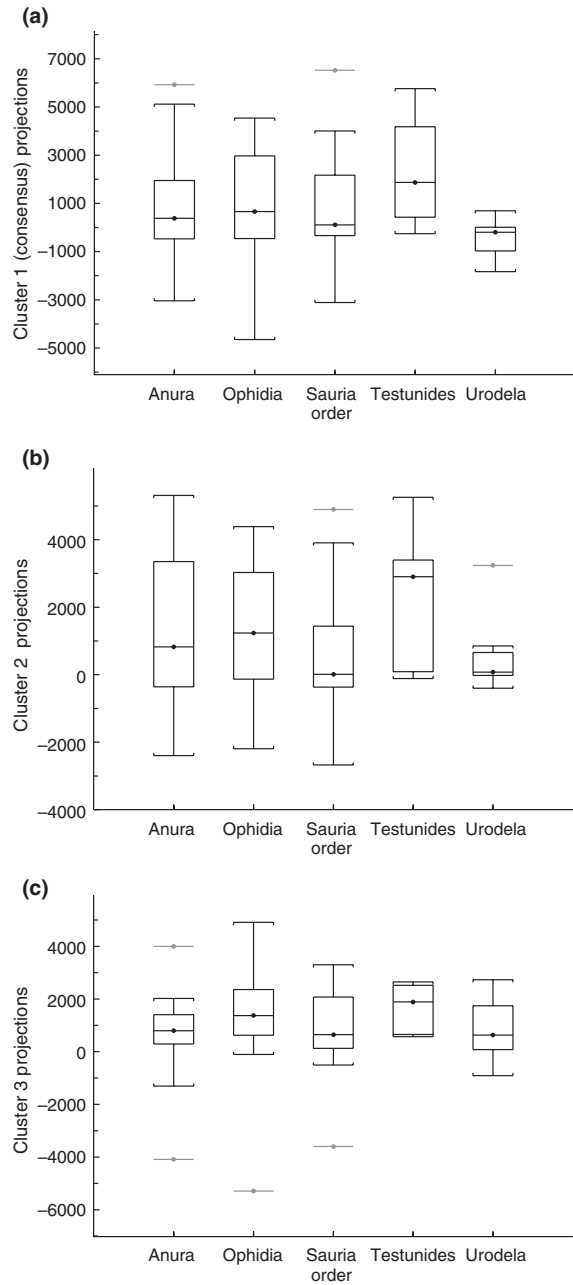 (a)
Cluster 1 (consensus) projections
7000
5000
3000
1000
–1000
–3000
–5000
Anura
Ophidia
Sauria
Testunides
Urodela
order
(b)
Cluster 2 projections
4000
2000
0
–2000
–4000
Anura
Ophidia
Sauria
Testunides
Urodela
order
(c)
Cluster 3 projections
4000
2000
0
–2000
–4000
–6000
Anura
Ophidia
Sauria
Testunides
Urodela
order